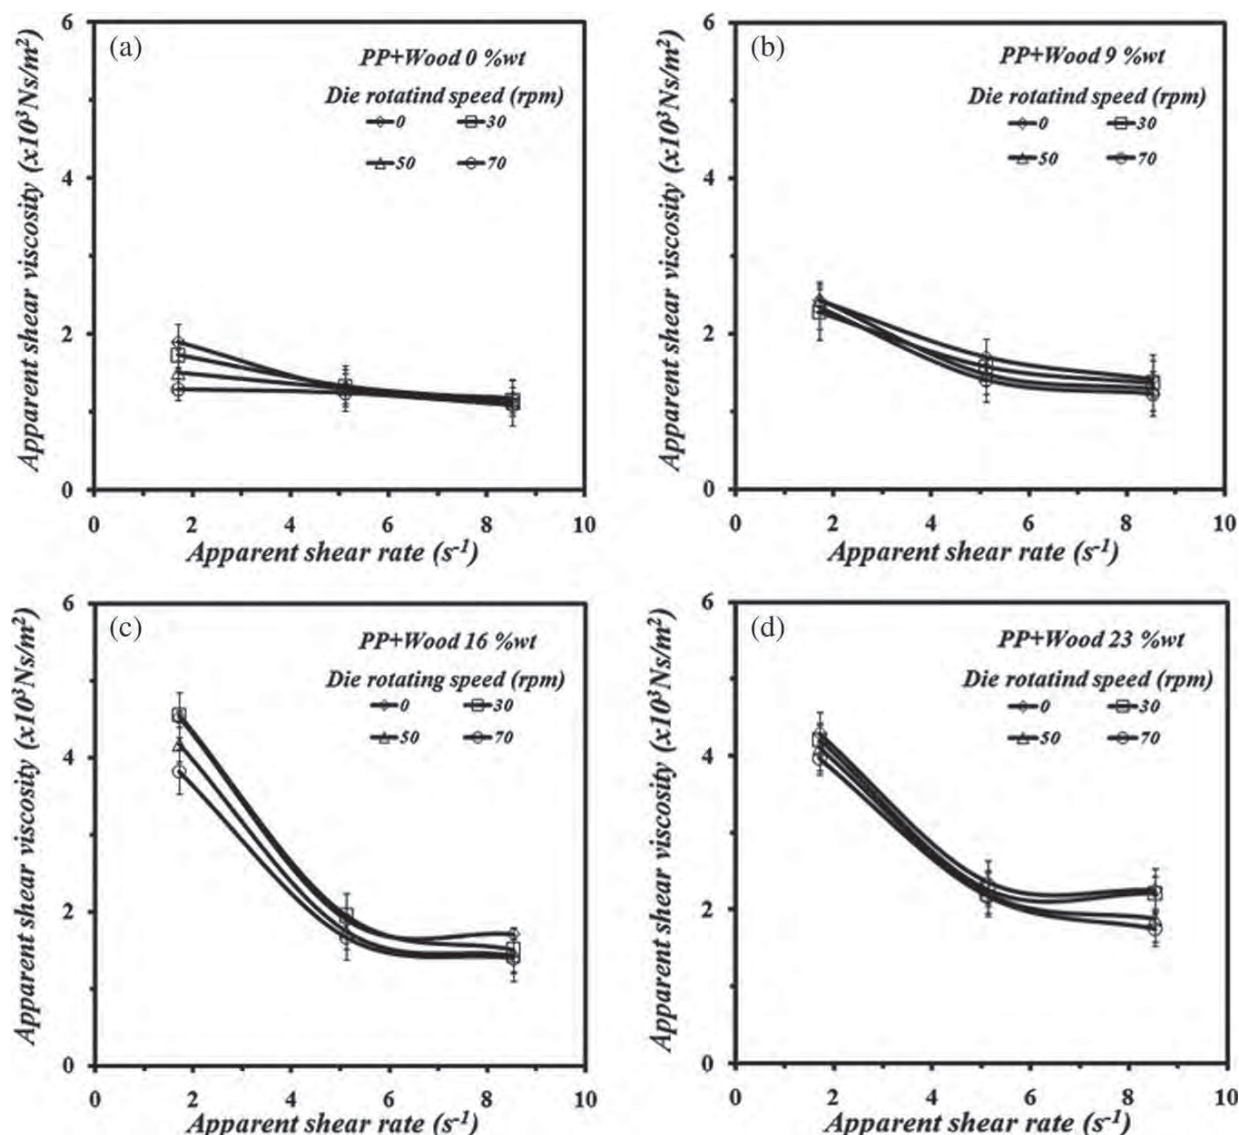 (a)
PP+Wood 0 %wt
Die rotatind speed (rpm)
0 30
50 70
Apparent shear viscosity (x10³Ns/m²)
6
4
2
0
0 2 4 6 8 10
Apparent shear rate (s⁻¹)
(b)
PP+Wood 9 %wt
Die rotatind speed (rpm)
0 30
50 70
Apparent shear viscosity (x10³Ns/m²)
6
4
2
0
0 2 4 6 8 10
Apparent shear rate (s⁻¹)
(c)
PP+Wood 16 %wt
Die rotating speed (rpm)
0 30
50 70
Apparent shear viscosity (x10³Ns/m²)
6
4
2
0
0 2 4 6 8 10
Apparent shear rate (s⁻¹)
(d)
PP+Wood 23 %wt
Die rotatind speed (rpm)
0 30
50 70
Apparent shear viscosity (x10³Ns/m²)
6
4
2
0
0 2 4 6 8 10
Apparent shear rate (s⁻¹)